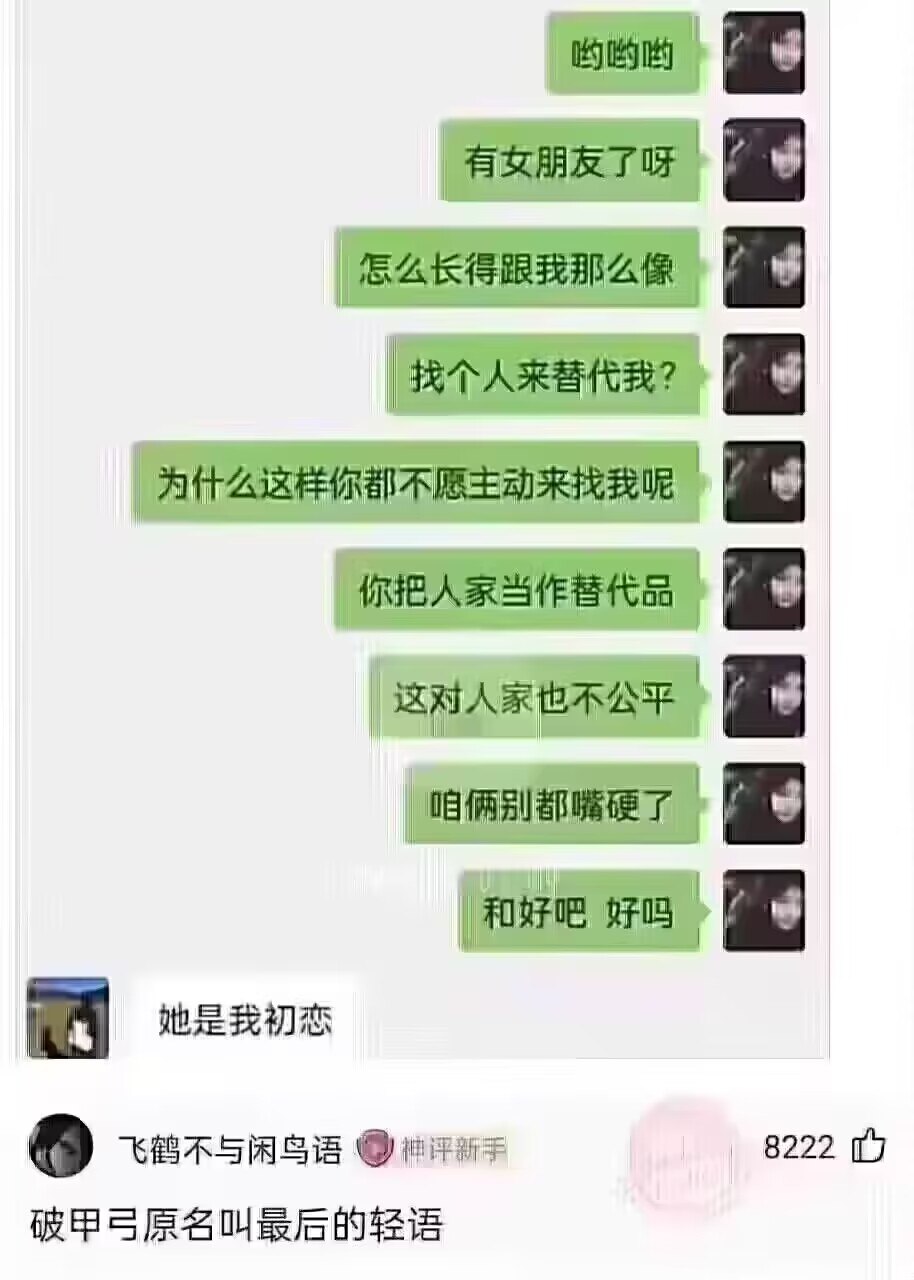 哟哟哟
有女朋友了呀
怎么长得跟我那么像
找个人来替代我?
为什么这样你都不愿主动来找我呢
你把人家当作替代品
这对人家也不公平
咱俩别都嘴硬了
和好吧 好吗
她是我初恋
飞鹤不与闲鸟语 神评新手 8222
破甲弓原名叫最后的轻语